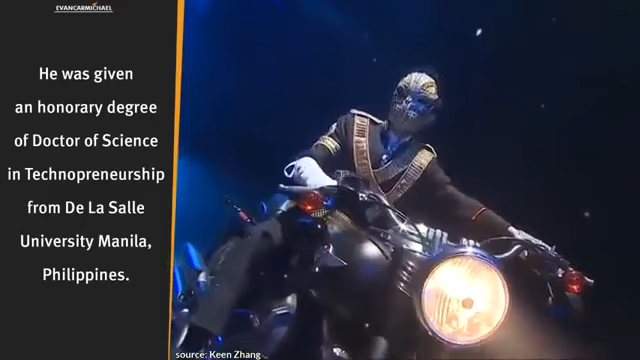 EVANCARMICHAEL
He was given
an honorary degree
of Doctor of Science
in Technopreneurship
from De La Salle
University Manila,
Philippines.
source: Keen Zhang